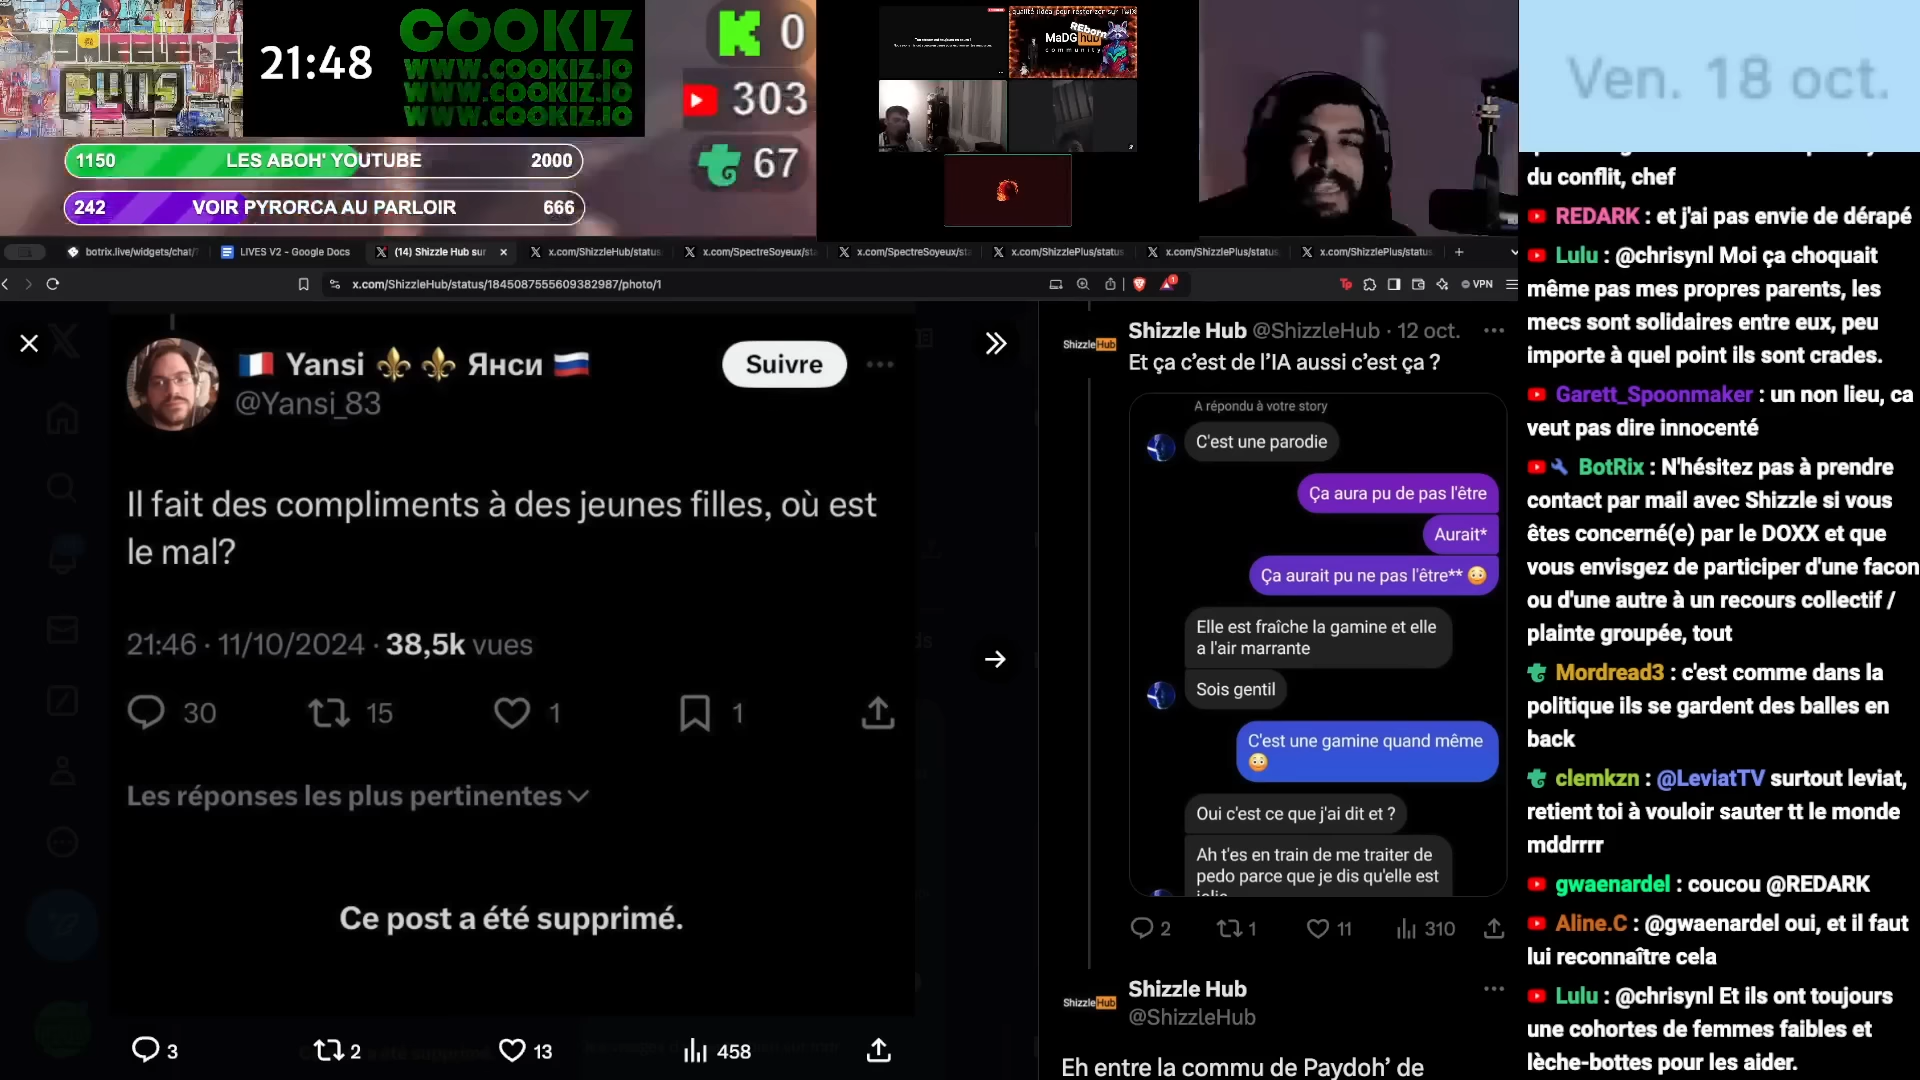 21:48
COOKIZ
WWW.COOKIZ.IO
WWW.COOKIZ.IO
WWW.COOKIZ.IO
0
303
67
1150 LES ABOH' YOUTUBE 2000
242 VOIR PYRORCA AU PARLOIR 666
REborn
MaDG hub
community
Ven. 18 oct.
botrix.live/widgets/chat/
LIVES V2 - Google Docs
(14) Shizzle Hub sur
x.com/ShizzleHub/status
x.com/SpectreSoyeux/sta
x.com/SpectreSoyeux/sta
x.com/ShizzlePlus/status
x.com/ShizzlePlus/status
x.com/ShizzlePlus/status
x.com/ShizzleHub/status/1845087555609382987/photo/1
VPN
🇫🇷 Yansi ⚜️ ⚜️ Янси 🇷🇺
@Yansi_83
Suivre
Il fait des compliments à des jeunes filles, où est
le mal?
21:46 · 11/10/2024 · 38,5k vues
30 15 1 1
Les réponses les plus pertinentes
Ce post a été supprimé.
3 2 13 458
ShizzleHub
Shizzle Hub @ShizzleHub · 12 oct.
Et ça c’est de l’IA aussi c’est ça ?
A répondu à votre story
C'est une parodie
Ça aura pu de pas l'être
Aurait*
Ça aurait pu ne pas l'être** 😳
Elle est fraîche la gamine et elle
a l'air marrante
Sois gentil
C'est une gamine quand même
😳
Oui c'est ce que j'ai dit et ?
Ah t'es en train de me traiter de
pedo parce que je dis qu'elle est
jolie
2 1 11 310
ShizzleHub
Shizzle Hub
@ShizzleHub
Eh entre la commu de Paydoh’ de
du conflit, chef
REDARK : et j'ai pas envie de dérapé
Lulu : @chrisynl Moi ça choquait
même pas mes propres parents, les
mecs sont solidaires entre eux, peu
importe à quel point ils sont crades.
Garett_Spoonmaker : un non lieu, ca
veut pas dire innocenté
BotRix : N'hésitez pas à prendre
contact par mail avec Shizzle si vous
êtes concerné(e) par le DOXX et que
vous envisgez de participer d'une facon
ou d'une autre à un recours collectif /
plainte groupée, tout
Mordread3 : c'est comme dans la
politique ils se gardent des balles en
back
clemkzn : @LeviatTV surtout leviat,
retient toi à vouloir sauter tt le monde
mddrrrr
gwaenardel : coucou @REDARK
Aline.C : @gwaenardel oui, et il faut
lui reconnaître cela
Lulu : @chrisynl Et ils ont toujours
une cohortes de femmes faibles et
lèche-bottes pour les aider.